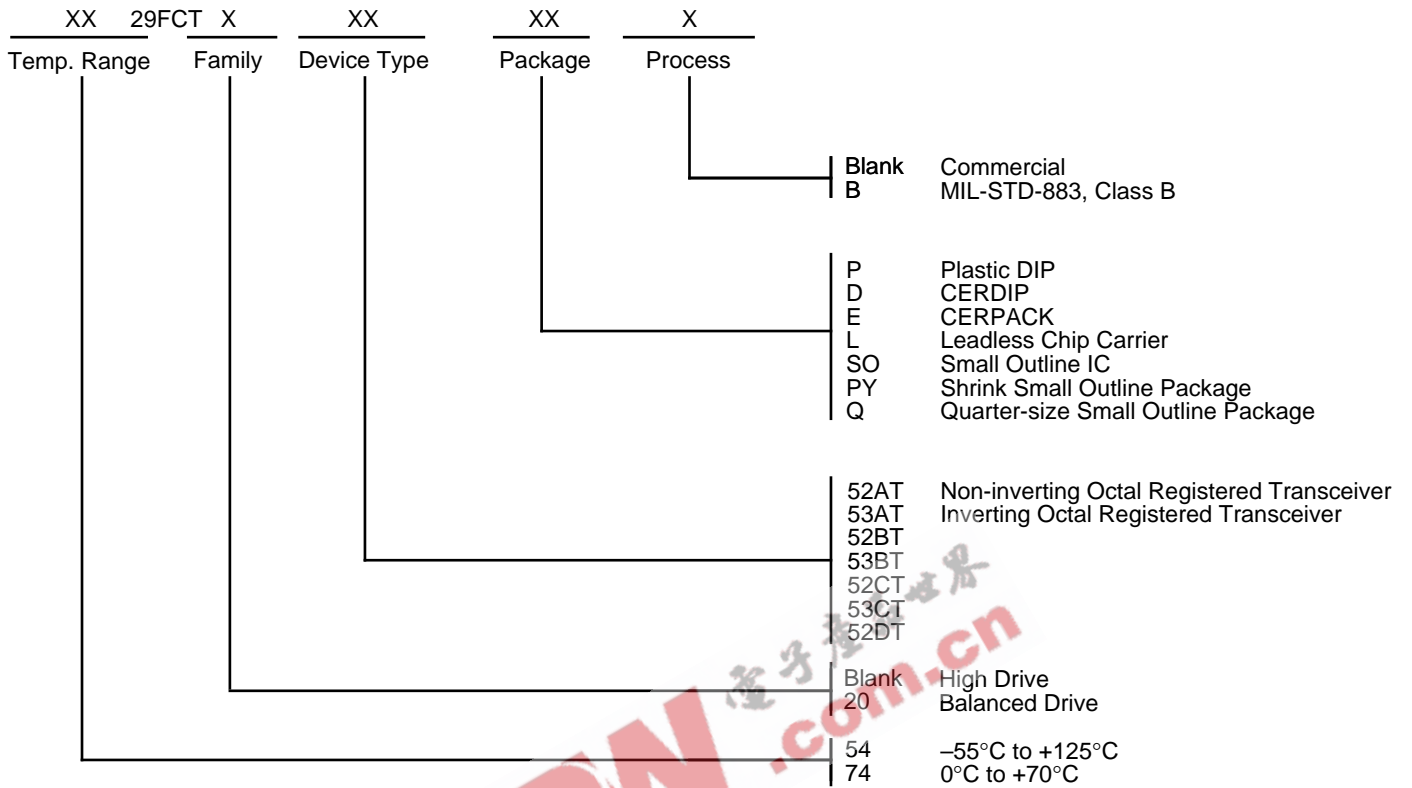 XX 29FCT X XX XX X
Temp. Range Family Device Type Package Process
Blank Commercial
B MIL-STD-883, Class B
P Plastic DIP
D CERDIP
E CERPACK
L Leadless Chip Carrier
SO Small Outline IC
PY Shrink Small Outline Package
Q Quarter-size Small Outline Package
52AT Non-inverting Octal Registered Transceiver
53AT Inverting Octal Registered Transceiver
52BT
53BT
52CT
53CT
52DT
Blank High Drive
20 Balanced Drive
54 –55°C to +125°C
74 0°C to +70°C
.com.cn